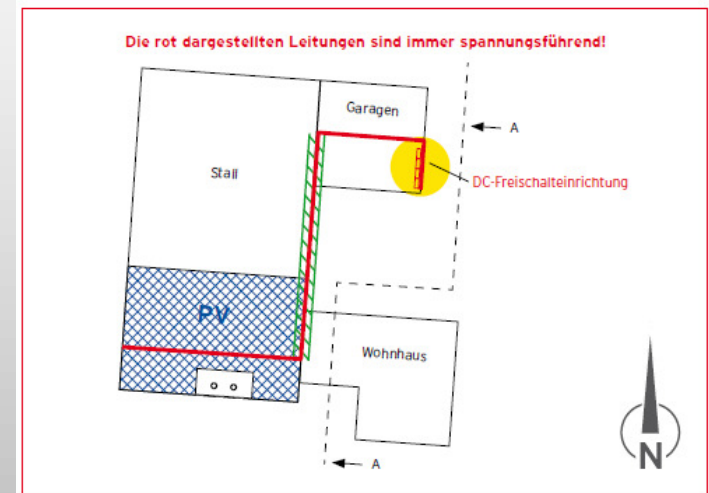 Die rot dargestellten Leitungen sind immer spannungsführend!
Garagen
A
Stall
DC-Freischalteinrichtung
PV
Wohnhaus
A
N